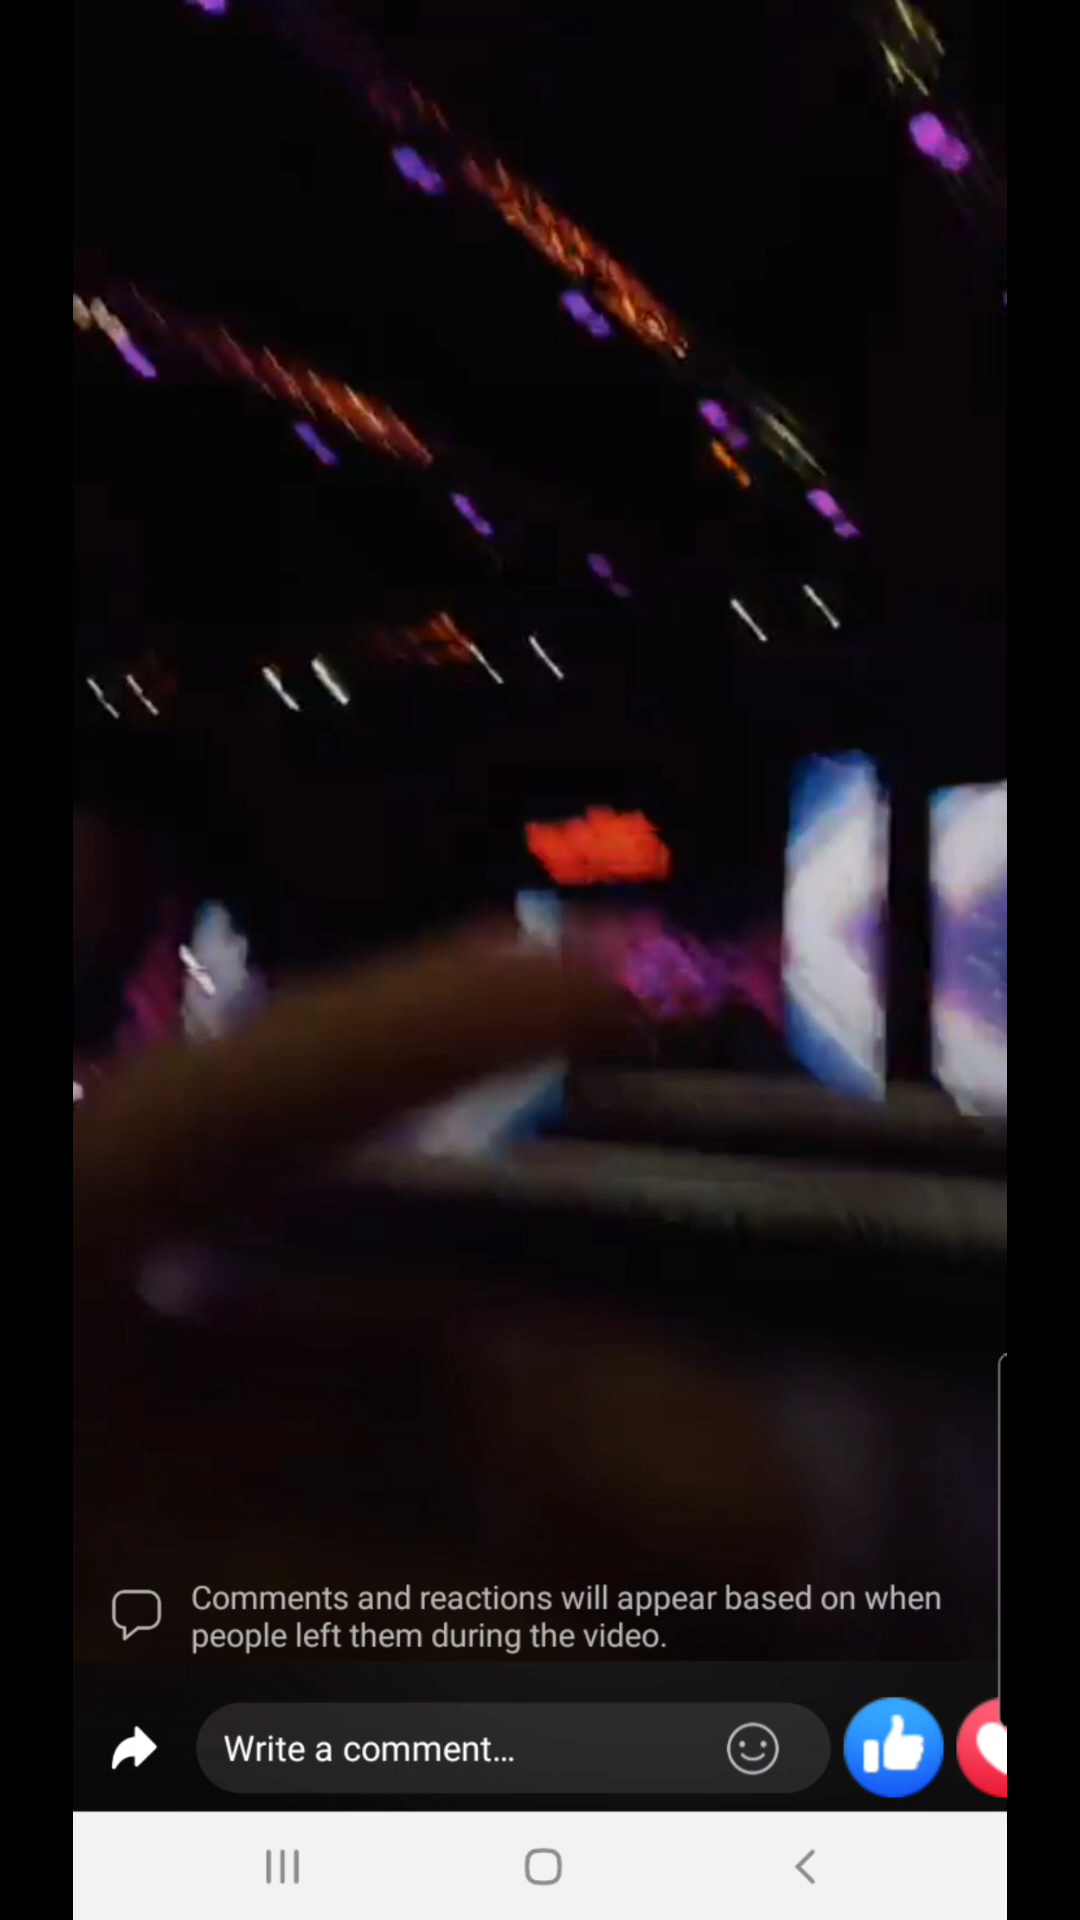 Comments and reactions will appear based on when
people left them during the video.
Write a comment...